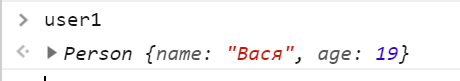 user1
Person {name: "Вася", age: 19}